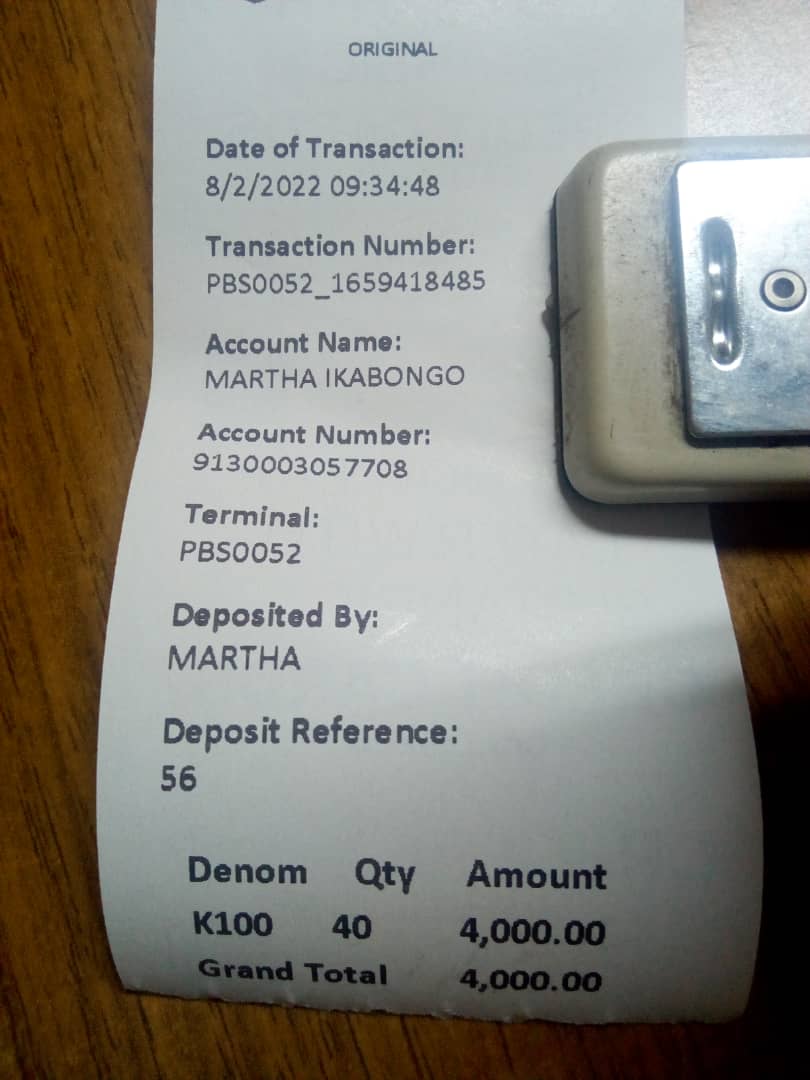 ORIGINAL
Date of Transaction:
8/2/2022 09:34:48
Transaction Number:
PBS0052_1659418485
Account Name:
MARTHA IKABONGO
Account Number:
9130003057708
Terminal:
PBS0052
Deposited By:
MARTHA
Deposit Reference:
56
Denom Qty Amount
K100 40 4,000.00
Grand Total 4,000.00